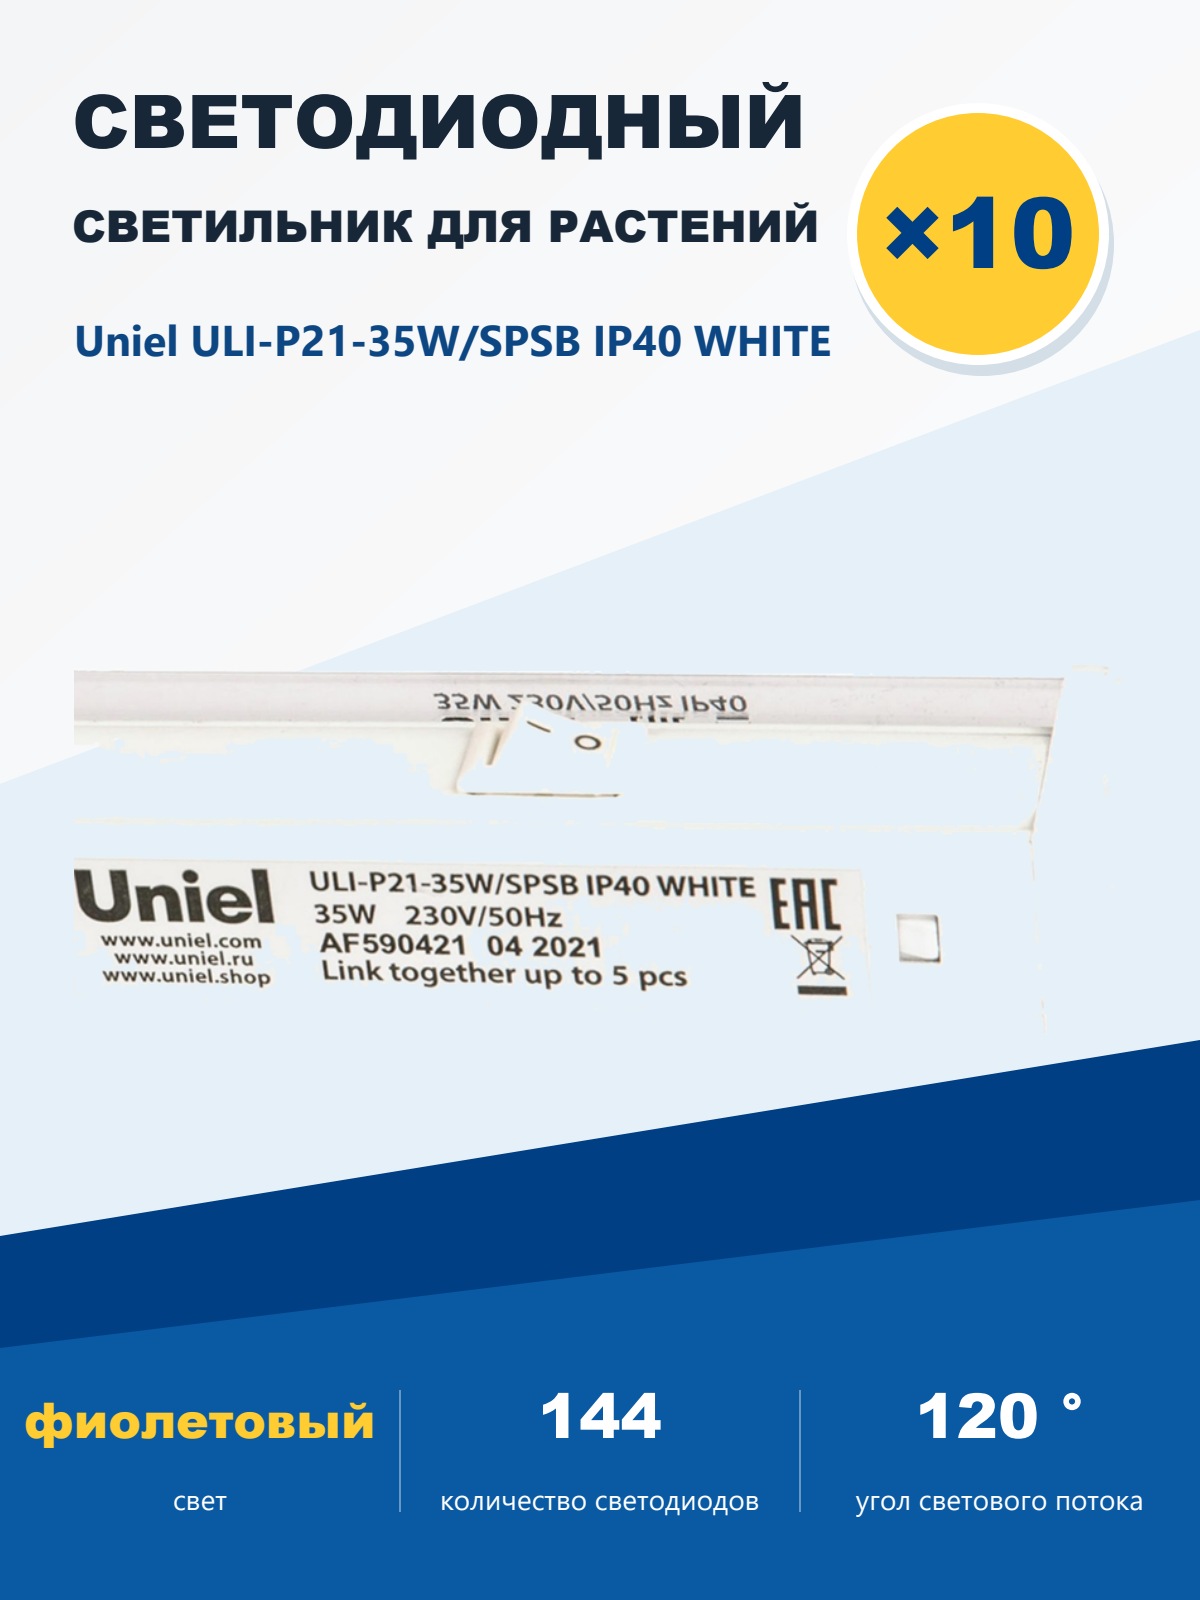 СВЕТОДИОДНЫЙ
СВЕТИЛЬНИК ДЛЯ РАСТЕНИЙ
×10
Uniel ULI-P21-35W/SPSB IP40 WHITE
35W 230V/50Hz IP40
Uniel
ULI-P21-35W/SPSB IP40 WHITE
EAC
35W 230V/50Hz
www.uniel.com
AF590421 04 2021
www.uniel.ru
Link together up to 5 pcs
www.uniel.shop
фиолетовый
144
120 °
свет
количество светодиодов
угол светового потока